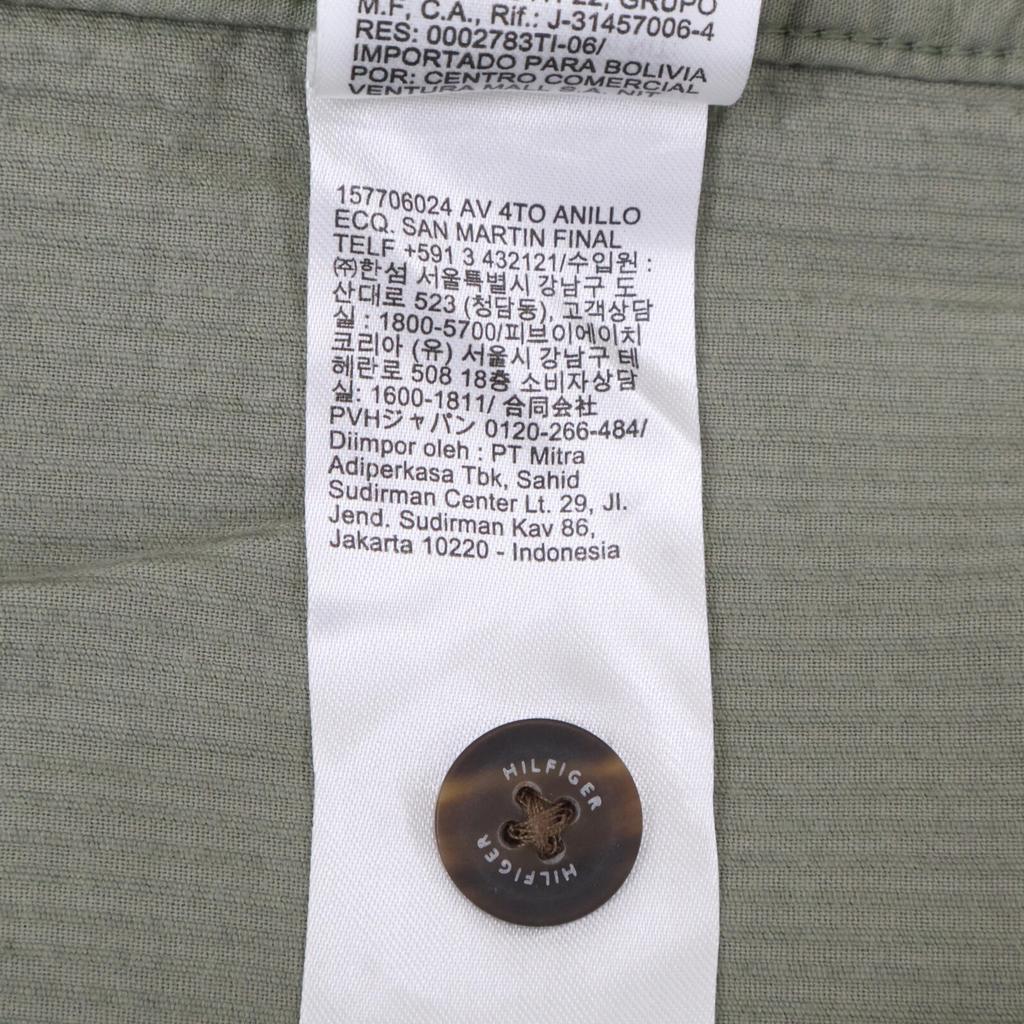 GRUPO
M.F, C.A., Rif.: J-31457006-4
RES: 0002783TI-06/
IMPORTADO PARA BOLIVIA
POR: CENTRO COMERCIAL
VENTURA MALL S.A. NIT
157706024 AV 4TO ANILLO
ECQ. SAN MARTIN FINAL
TELF +591 3 432121/수입원 :
㈜한섬 서울특별시 강남구 도
산대로 523 (청담동), 고객상담
실 : 1800-5700/피브이에이치
코리아 (유) 서울시 강남구 테
헤란로 508 18층 소비자상담
실: 1600-1811/ 合同会社
PVHジャパン 0120-266-484/
Diimpor oleh : PT Mitra
Adiperkasa Tbk, Sahid
Sudirman Center Lt. 29, Jl.
Jend. Sudirman Kav 86,
Jakarta 10220 - Indonesia
HILFIGER
HILFIGER